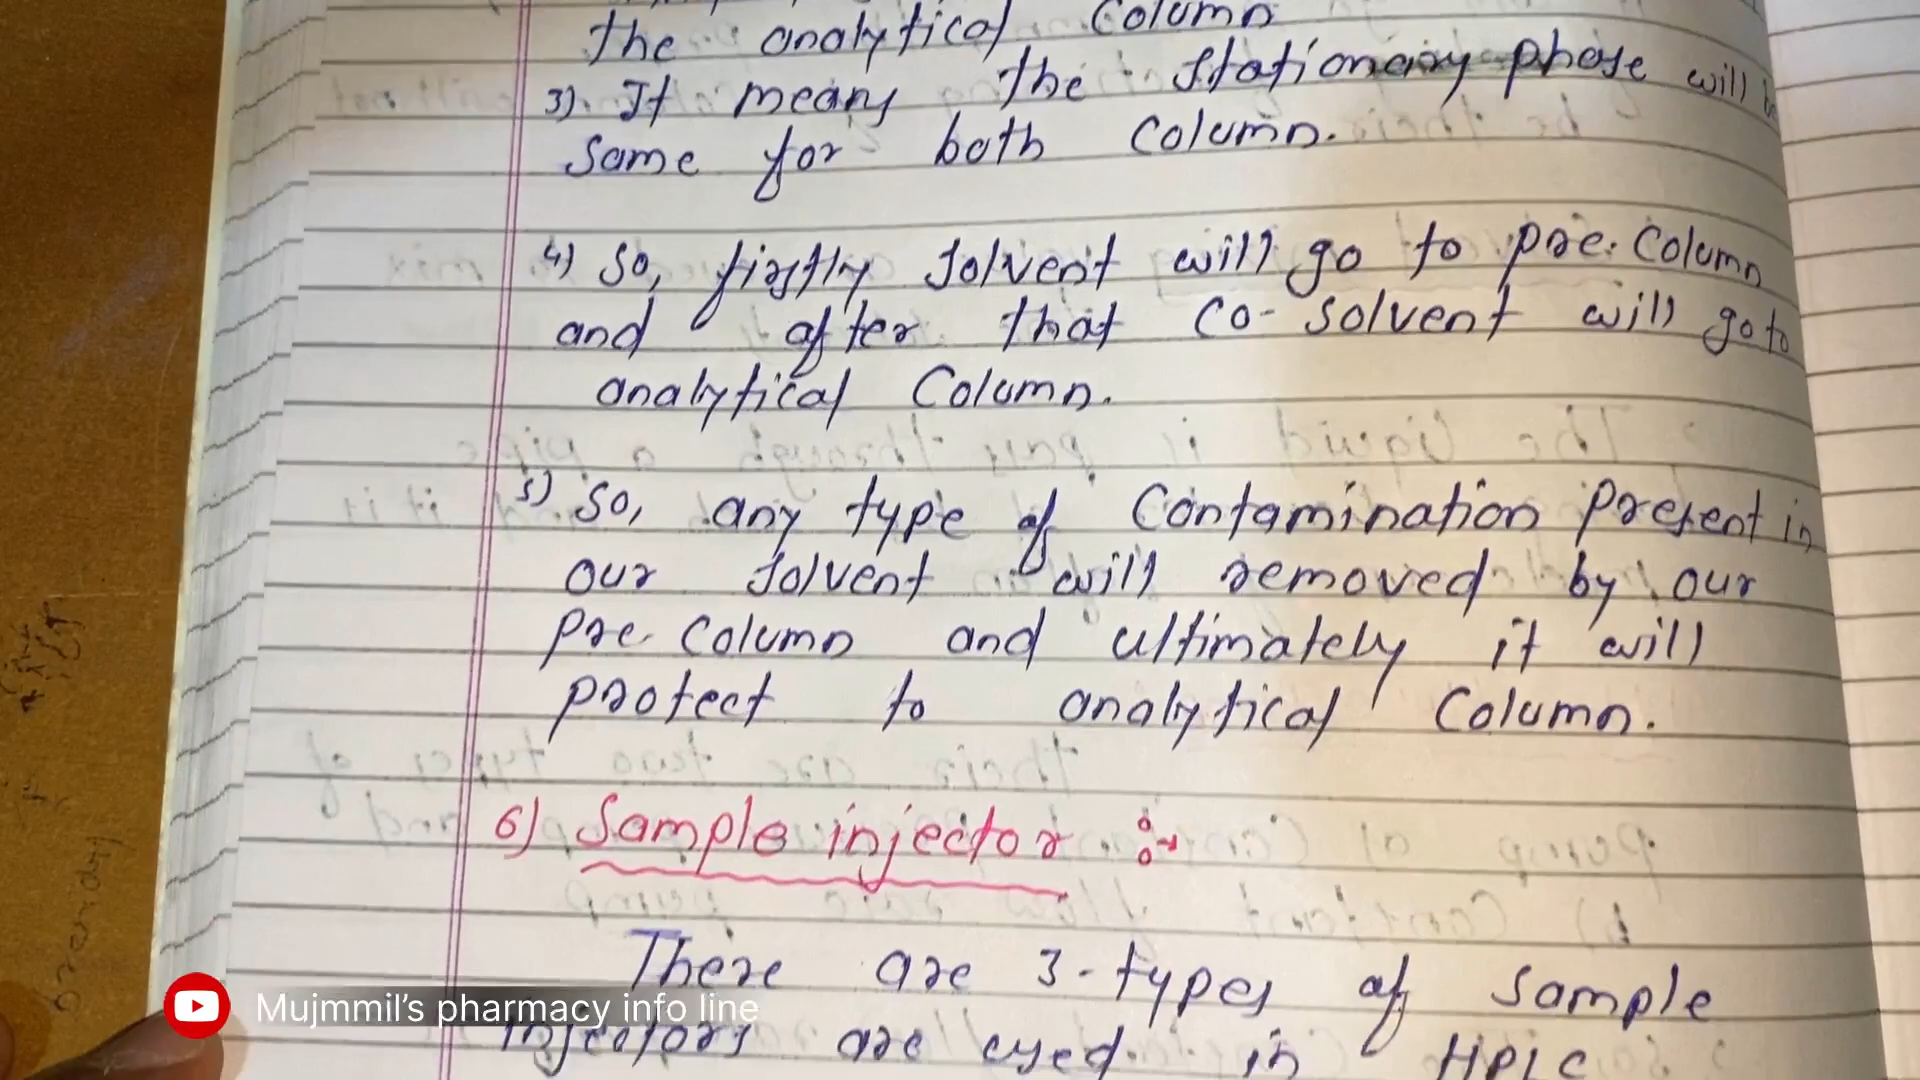 the analytical Column
3). It means the Stationary phase will be
Same for both Column.
4) So, firstly Solvent will go to pre-Column
and after that Co-solvent will go to
analytical Column.
5) So, any type of Contamination Present in
our Solvent will removed by our
pre-Column and ultimately it will
protect to analytical Column.
6) Sample injector :→
There are 3-types of Sample
injectors are used in HPLC
Mujmmil's pharmacy info line